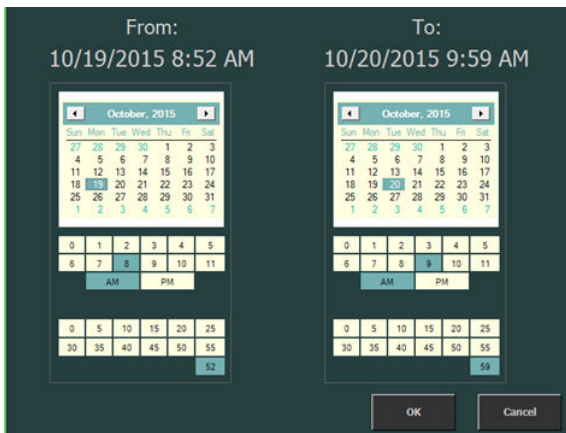 From:
10/19/2015 8:52 AM
October, 2015
Sun Mon Tue Wed Thu Fri Sat
27 28 29 30 1 2 3
4 5 6 7 8 9 10
11 12 13 14 15 16 17
18 19 20 21 22 23 24
25 26 27 28 29 30 31
1 2 3 4 5 6 7
0 1 2 3 4 5
6 7 8 9 10 11
AM PM
0 5 10 15 20 25
30 35 40 45 50 55
52
To:
10/20/2015 9:59 AM
October, 2015
Sun Mon Tue Wed Thu Fri Sat
27 28 29 30 1 2 3
4 5 6 7 8 9 10
11 12 13 14 15 16 17
18 19 20 21 22 23 24
25 26 27 28 29 30 31
1 2 3 4 5 6 7
0 1 2 3 4 5
6 7 8 9 10 11
AM PM
0 5 10 15 20 25
30 35 40 45 50 55
59
OK Cancel